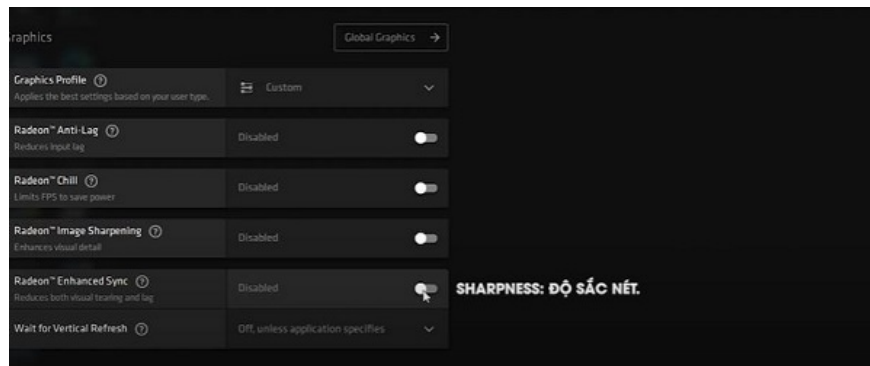 raphics
Global Graphics →
Graphics Profile ?
Applies the best settings based on your user type.
Custom
Radeon™ Anti-Lag ?
Reduces input lag
Disabled
Radeon™ Chill ?
Limits FPS to save power
Disabled
Radeon™ Image Sharpening ?
Enhances visual detail
Disabled
Radeon™ Enhanced Sync ?
Reduces both visual tearing and lag
Disabled
SHARPNESS: ĐỘ SẮC NÉT.
Wait for Vertical Refresh ?
Off, unless application specifies